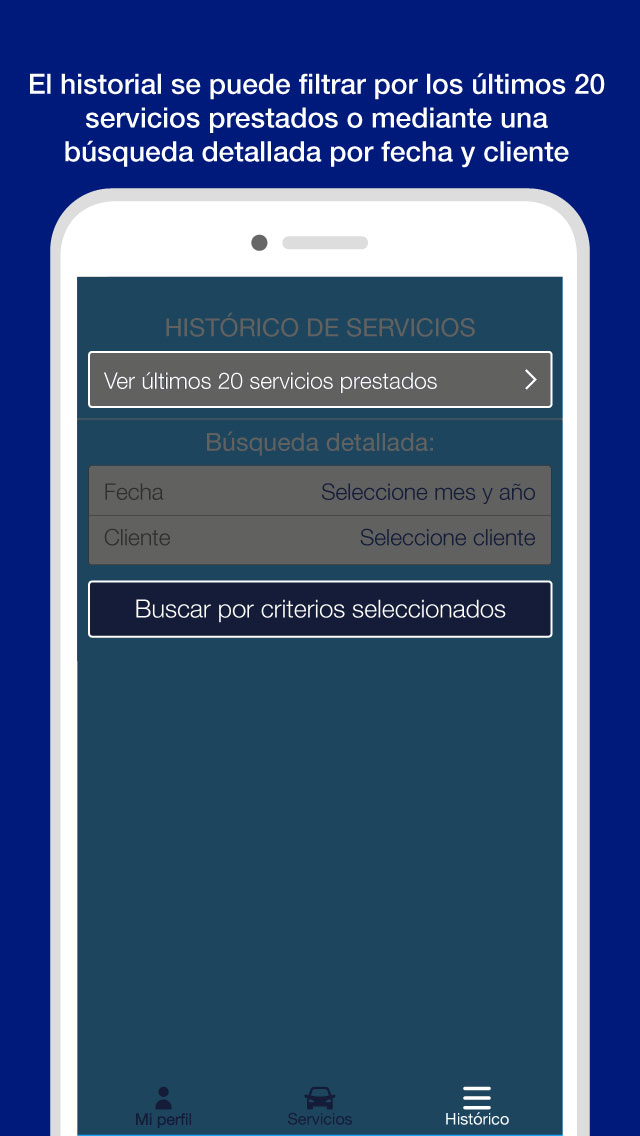 El historial se puede filtrar por los últimos 20
servicios prestados o mediante una
búsqueda detallada por fecha y cliente
HISTÓRICO DE SERVICIOS
Ver últimos 20 servicios prestados
Búsqueda detallada:
Fecha Seleccione mes y año
Cliente Seleccione cliente
Buscar por criterios seleccionados
Mi perfil Servicios Histórico